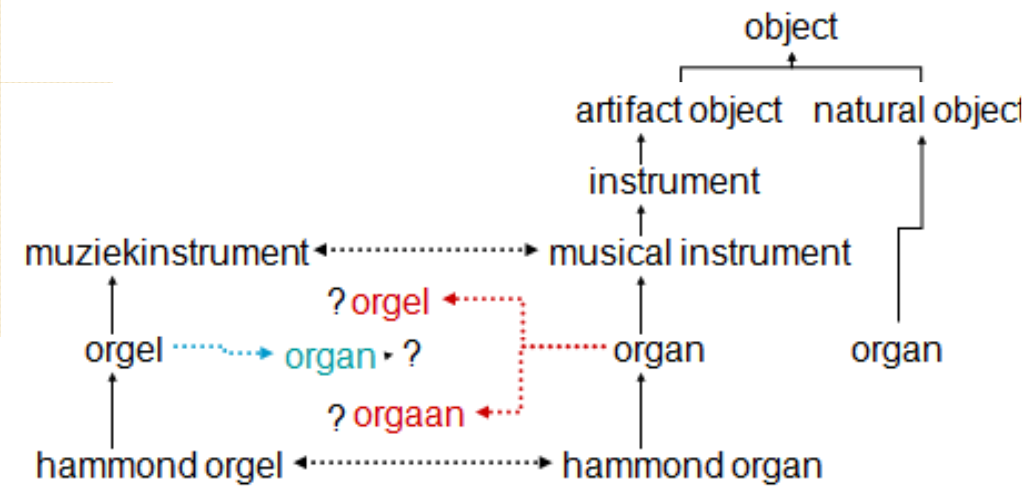 object
artifact object natural object
instrument
muziekinstrument musical instrument
? orgel
orgel organ ? organ organ
? orgaan
hammond orgel hammond organ